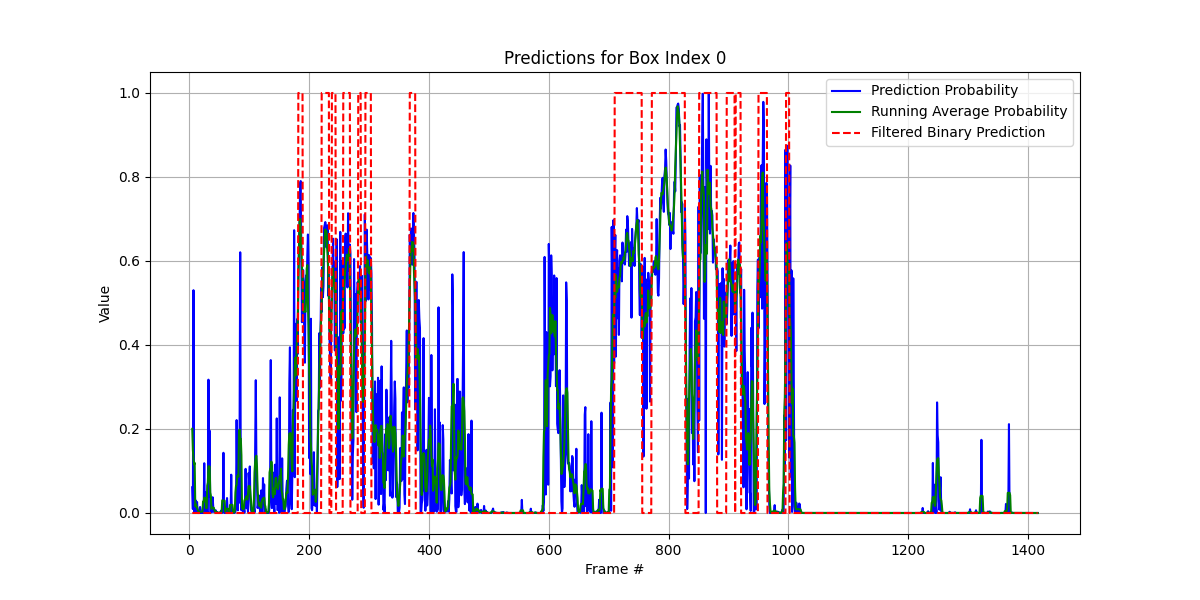 Predictions for Box Index 0
Prediction Probability
Running Average Probability
Filtered Binary Prediction
Value
1.0
0.8
0.6
0.4
0.2
0.0
0 200 400 600 800 1000 1200 1400
Frame #